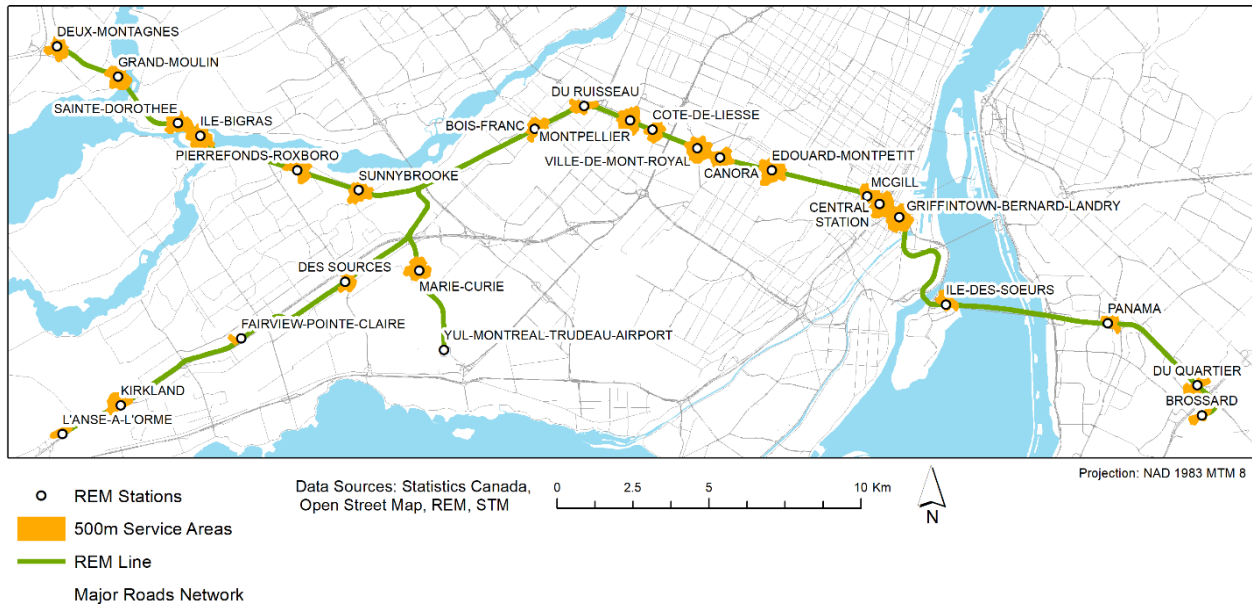 DEUX-MONTAGNES
GRAND-MOULIN
SAINTE-DOROTHEE
ILE-BIGRAS
PIERREFONDS-ROXBORO
SUNNYBROOKE
BOIS-FRANC
DU RUISSEAU
MONTPELLIER
COTE-DE-LIESSE
VILLE-DE-MONT-ROYAL
CANORA
EDOUARD-MONTPETIT
MCGILL
CENTRAL
STATION
GRIFFINTOWN-BERNARD-LANDRY
DES SOURCES
MARIE-CURIE
ILE-DES-SOEURS
PANAMA
FAIRVIEW-POINTE-CLAIRE
YUL-MONTREAL-TRUDEAU-AIRPORT
DU QUARTIER
KIRKLAND
BROSSARD
L'ANSE-A-L'ORME
REM Stations
500m Service Areas
REM Line
Major Roads Network
Data Sources: Statistics Canada,
Open Street Map, REM, STM
0 2.5 5 10 Km
N
Projection: NAD 1983 MTM 8